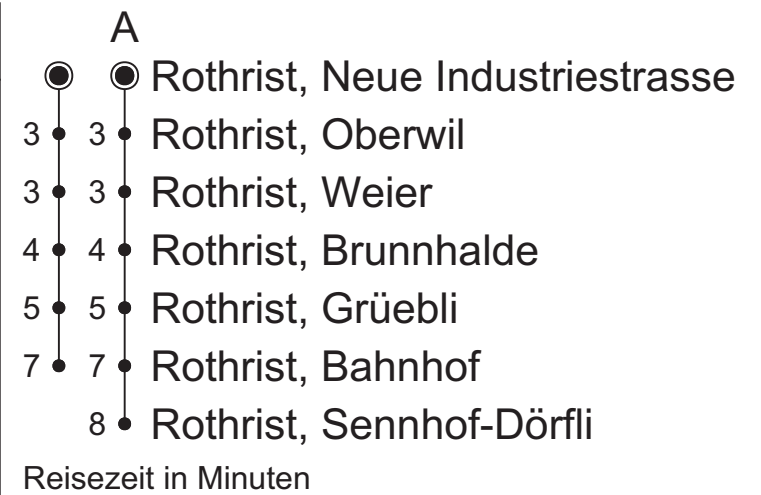 A
Rothrist, Neue Industriestrasse
3 3 Rothrist, Oberwil
3 3 Rothrist, Weier
4 4 Rothrist, Brunnhalde
5 5 Rothrist, Grüebli
7 7 Rothrist, Bahnhof
8 Rothrist, Sennhof-Dörfli
Reisezeit in Minuten